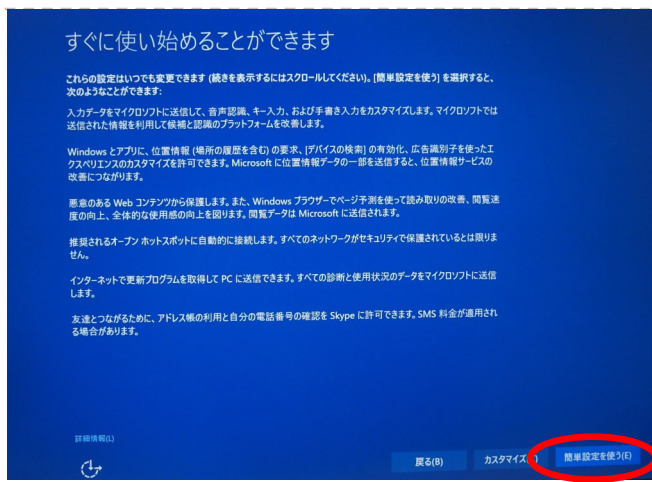 すぐに使い始めることができます
これらの設定はいつでも変更できます (続きを表示するにはスクロールしてください)。[簡単設定を使う] を選択すると、
次のようなことができます:
入力データをマイクロソフトに送信して、音声認識、キー入力、および手書き入力をカスタマイズします。マイクロソフトでは
送信された情報を利用して候補と認識のプラットフォームを改善します。
Windows とアプリに、位置情報 (場所の履歴を含む) の要求、[デバイスの検索] の有効化、広告識別子を使ったエ
クスペリエンスのカスタマイズを許可できます。Microsoft に位置情報データの一部を送信すると、位置情報サービスの
改善につながります。
悪意のある Web コンテンツから保護します。また、Windows ブラウザーでページ予測を使って読み取りの改善、閲覧速
度の向上、全体的な使用感の向上を図ります。閲覧データは Microsoft に送信されます。
推奨されるオープン ホットスポットに自動的に接続します。すべてのネットワークがセキュリティで保護されているとは限りま
せん。
インターネットで更新プログラムを取得して PC に送信できます。すべての診断と使用状況のデータをマイクロソフトに送信
します。
友達とつながるために、アドレス帳の利用と自分の電話番号の確認を Skype に許可できます。SMS 料金が適用され
る場合があります。
詳細情報(L)
戻る(B) カスタマイズ 簡単設定を使う(E)